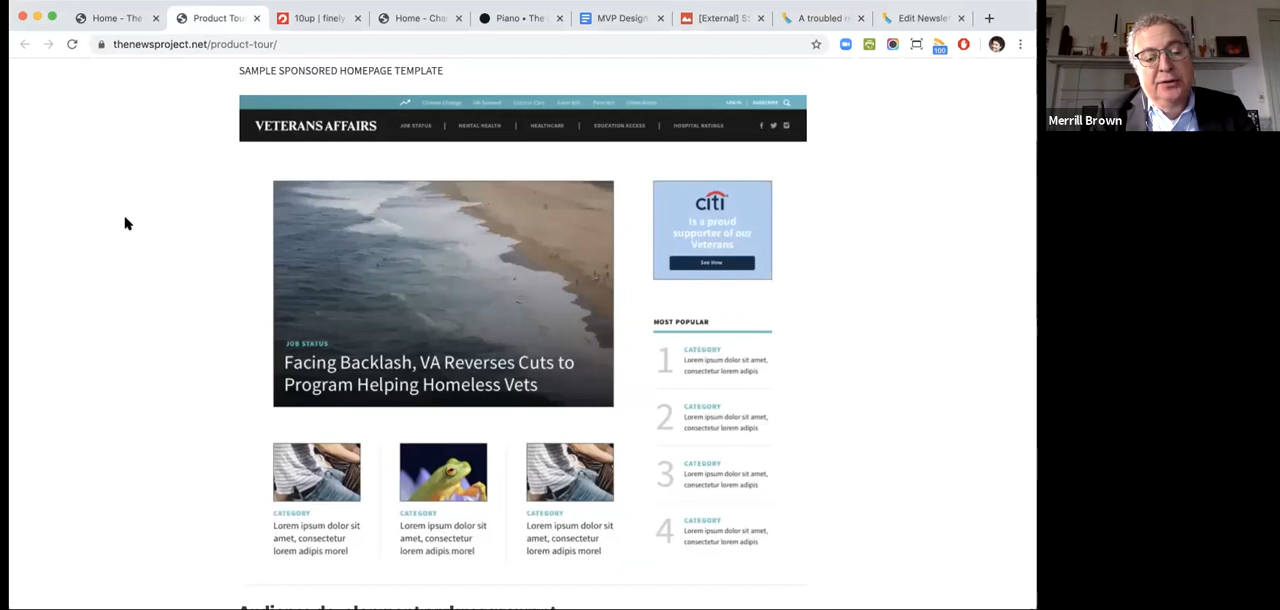 Home - The
Product Tou
10up | finely
Home - Cha
Piano • The
MVP Design
[External] S
A troubled r
Edit Newsle
thenewsproject.net/product-tour/
100
SAMPLE SPONSORED HOMEPAGE TEMPLATE
Climate Change
LOG IN | SUBSCRIBE
VETERANS AFFAIRS
JOB STATUS | MENTAL HEALTH | HEALTHCARE | EDUCATION ACCESS | HOSPITAL RATINGS
citi
Is a proud
supporter of our
Veterans
See How
JOB STATUS
Facing Backlash, VA Reverses Cuts to
Program Helping Homeless Vets
MOST POPULAR
1
CATEGORY
Lorem ipsum dolor sit amet,
consectetur lorem adipis
2
CATEGORY
Lorem ipsum dolor sit amet,
consectetur lorem adipis
3
CATEGORY
Lorem ipsum dolor sit amet,
consectetur lorem adipis
4
CATEGORY
Lorem ipsum dolor sit amet,
consectetur lorem adipis
CATEGORY
Lorem ipsum dolor sit
amet, consectetur
lorem adipis morel
CATEGORY
Lorem ipsum dolor sit
amet, consectetur
lorem adipis morel
CATEGORY
Lorem ipsum dolor sit
amet, consectetur
lorem adipis morel
Merrill Brown